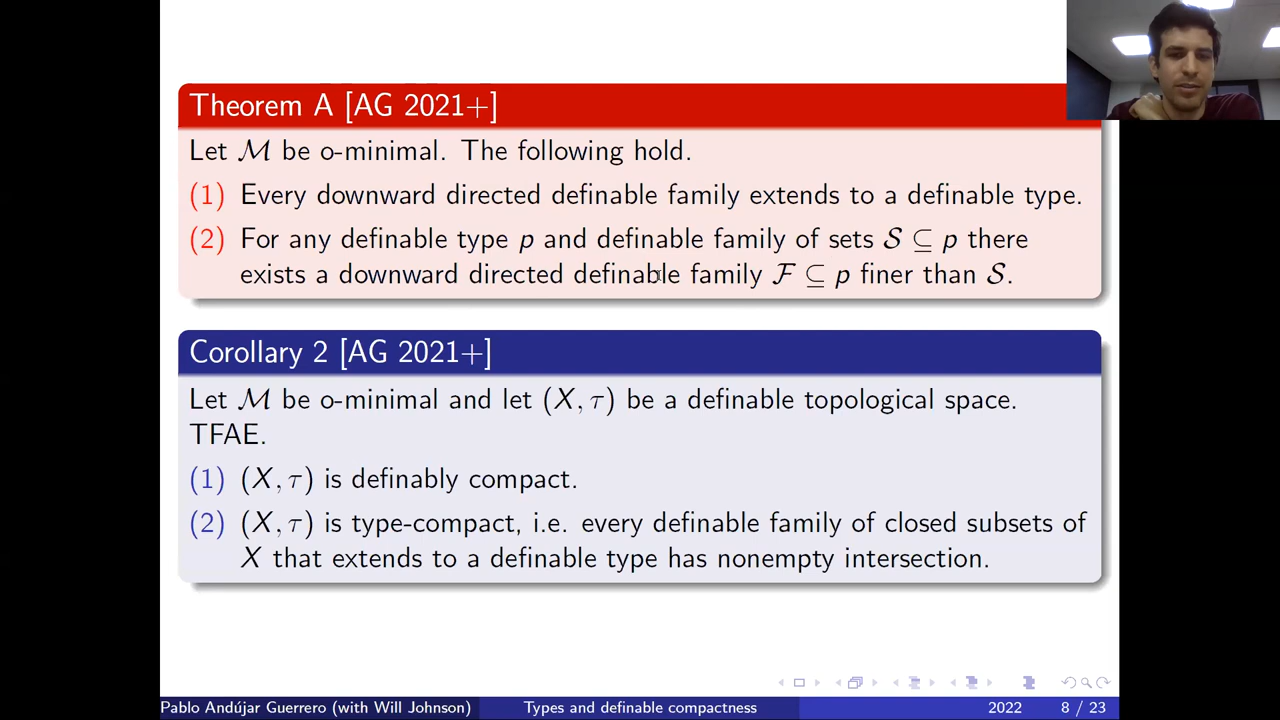 Theorem A [AG 2021+]
Let ℳ be o-minimal. The following hold.
(1) Every downward directed definable family extends to a definable type.
(2) For any definable type p and definable family of sets 𝒮 ⊆ p there
exists a downward directed definable family ℱ ⊆ p finer than 𝒮.
Corollary 2 [AG 2021+]
Let ℳ be o-minimal and let (X, τ) be a definable topological space.
TFAE.
(1) (X, τ) is definably compact.
(2) (X, τ) is type-compact, i.e. every definable family of closed subsets of
X that extends to a definable type has nonempty intersection.
Pablo Andújar Guerrero (with Will Johnson) Types and definable compactness 2022 8 / 23